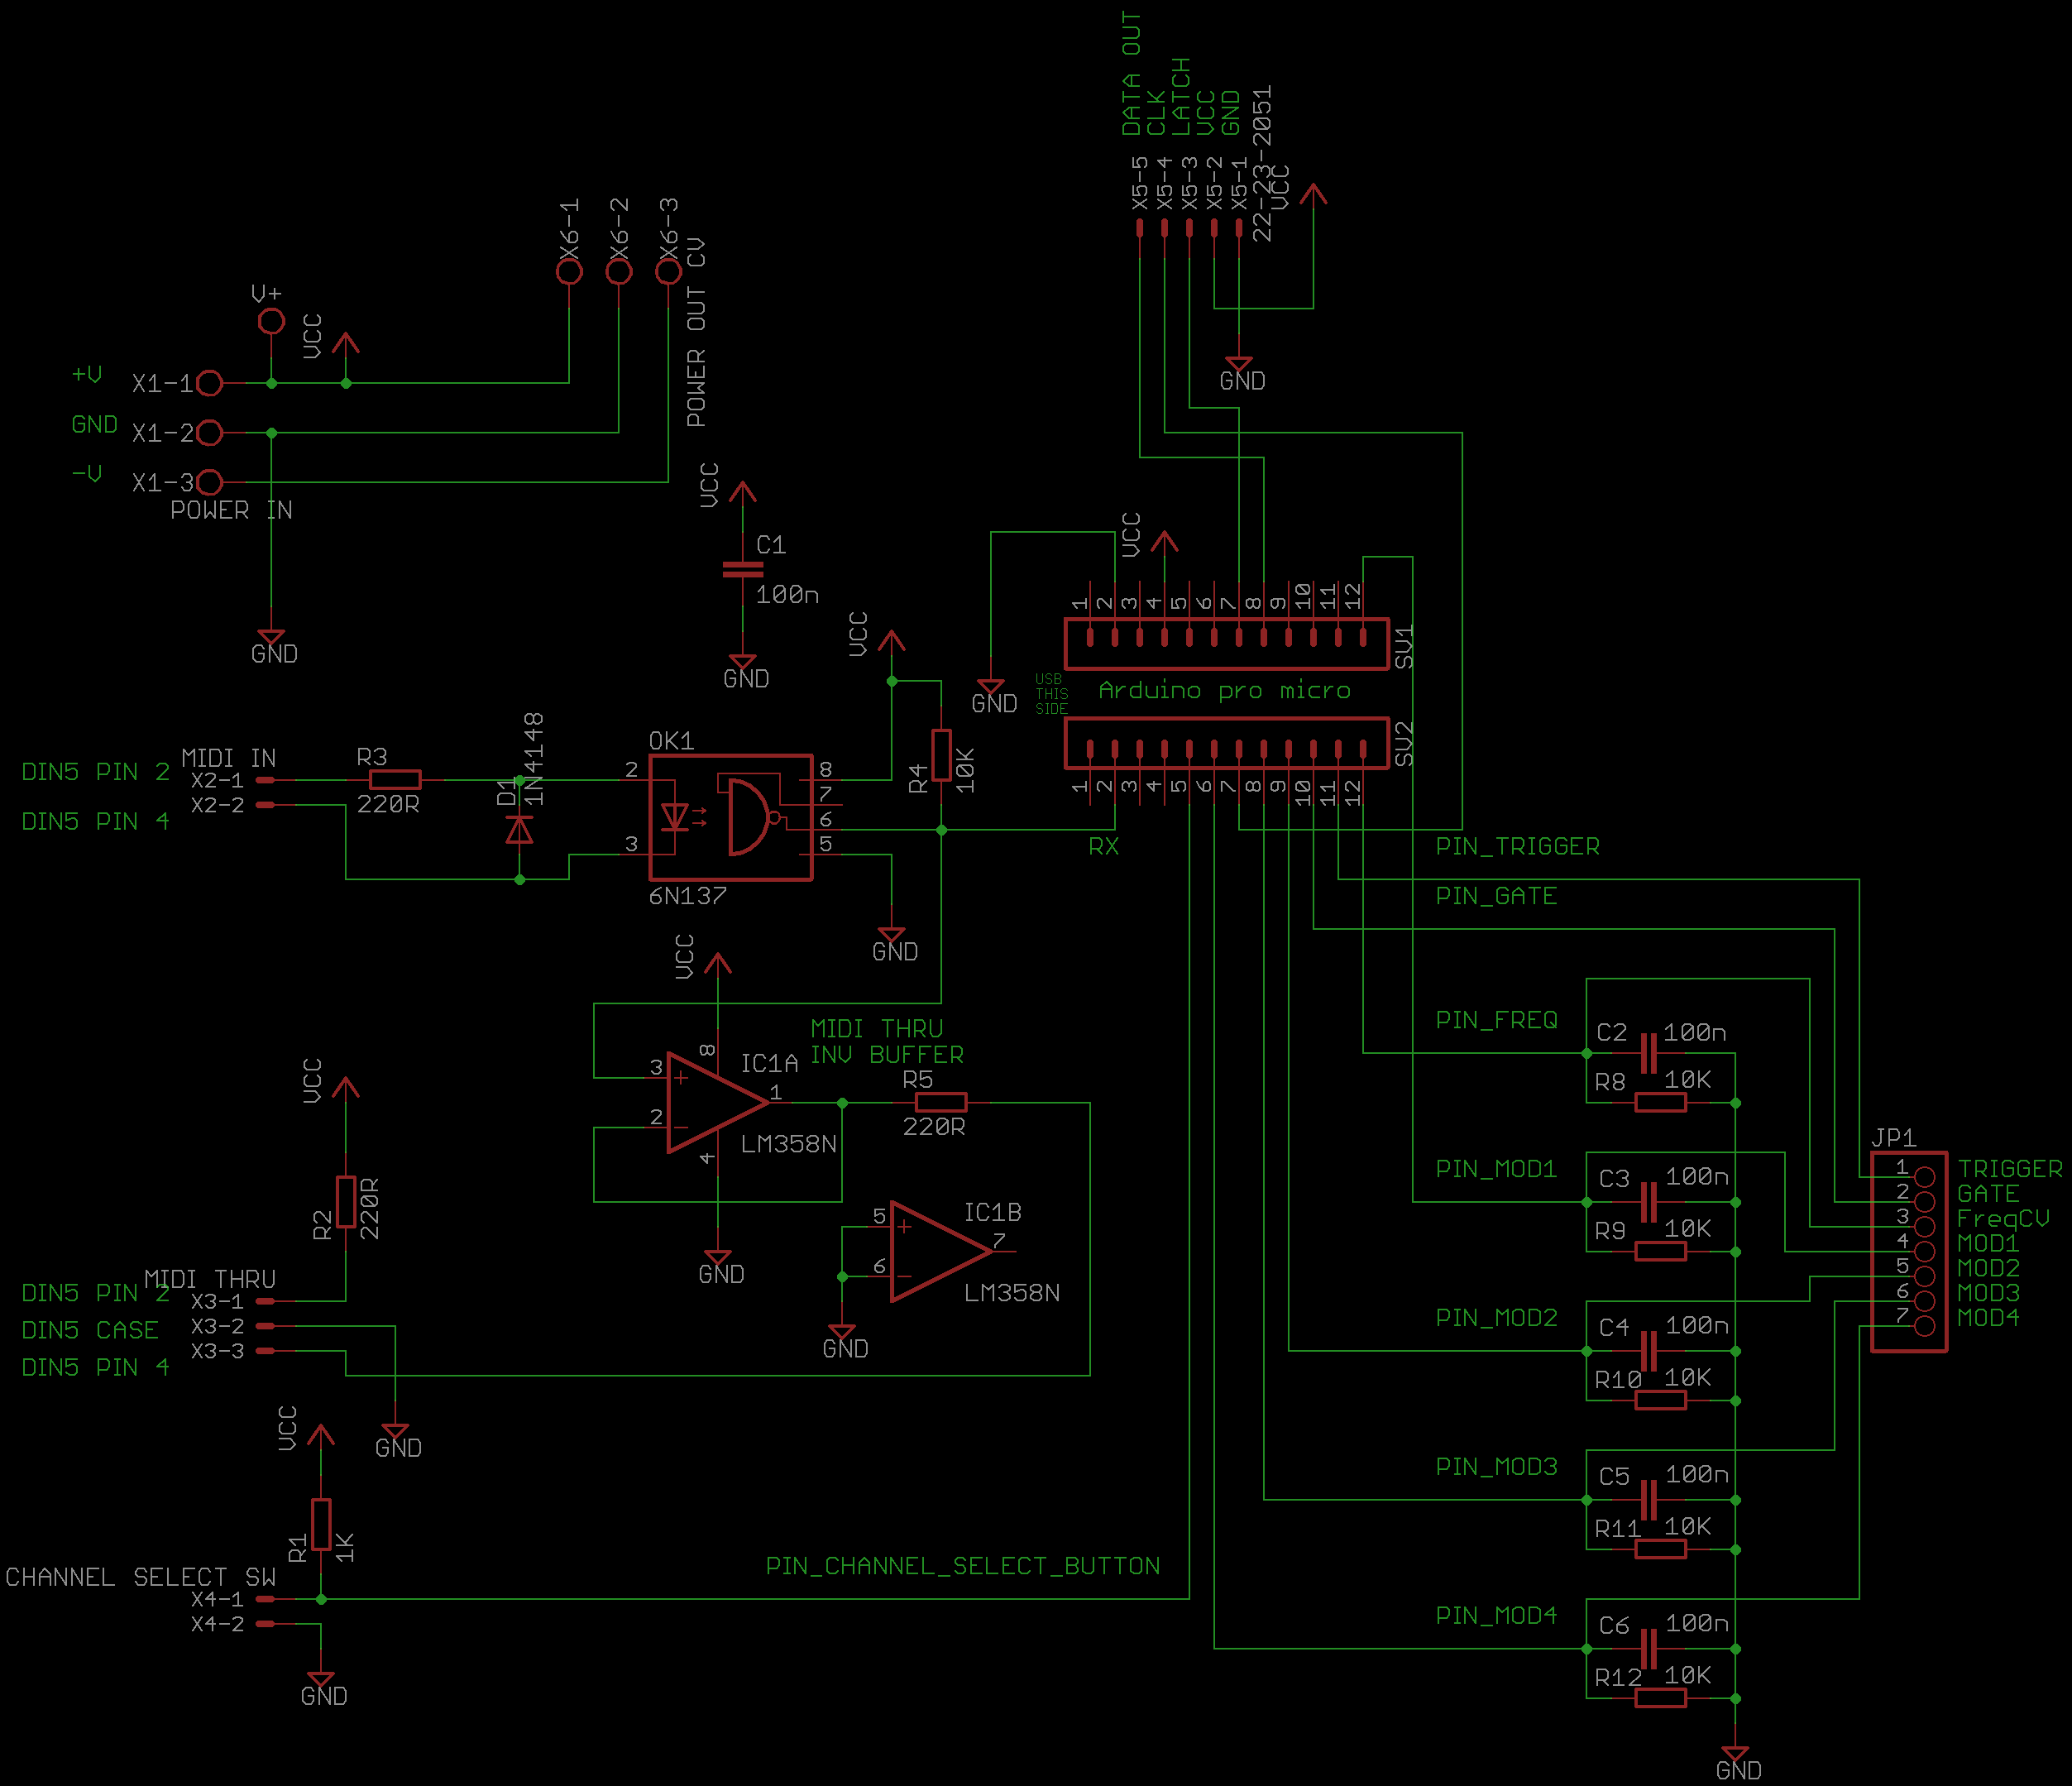 DATA OUT
CLK
LATCH
VCC
GND
X5-5
X5-4
X5-3
X5-2
X5-1
22-23-2051
VCC
GND
X6-1
X6-2
X6-3
POWER OUT CV
V+
VCC
+V
X1-1
GND
X1-2
-V
X1-3
POWER IN
GND
VCC
C1
100n
GND
VCC
GND
VCC
1
2
3
4
5
6
7
8
9
10
11
12
SV1
USB
THIS
SIDE
Arduino pro micro
SV2
1
2
3
4
5
6
7
8
9
10
11
12
RX
MIDI IN
DIN5 PIN 2
X2-1
X2-2
DIN5 PIN 4
R3
220R
D1
1N4148
OK1
2
3
8
7
6
5
6N137
R4
10K
GND
VCC
MIDI THRU
INV BUFFER
IC1A
3
2
8
1
4
LM358N
R5
220R
GND
IC1B
5
6
7
LM358N
GND
VCC
R2
220R
MIDI THRU
DIN5 PIN 2
X3-1
DIN5 CASE
X3-2
X3-3
DIN5 PIN 4
GND
VCC
R1
1K
CHANNEL SELECT SW
X4-1
X4-2
GND
PIN_CHANNEL_SELECT_BUTTON
PIN_TRIGGER
PIN_GATE
PIN_FREQ
C2
100n
R8
10K
PIN_MOD1
C3
100n
R9
10K
PIN_MOD2
C4
100n
R10
10K
PIN_MOD3
C5
100n
R11
10K
PIN_MOD4
C6
100n
R12
10K
GND
JP1
1 TRIGGER
2 GATE
3 FreqCV
4 MOD1
5 MOD2
6 MOD3
7 MOD4